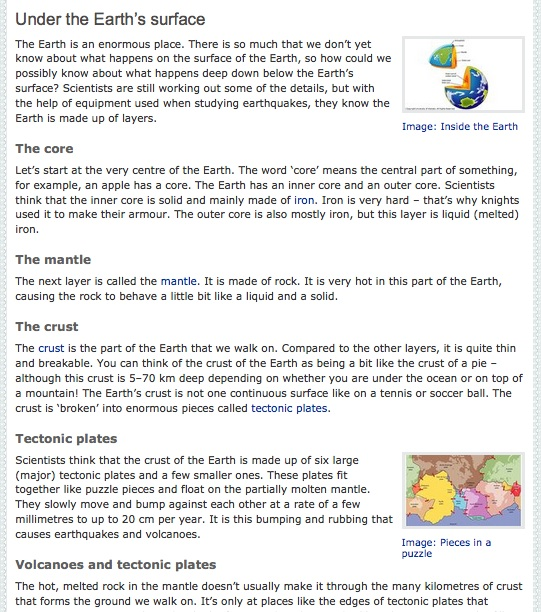 Under the Earth's surface
The Earth is an enormous place. There is so much that we don't yet
know about what happens on the surface of the Earth, so how could we
possibly know about what happens deep down below the Earth's
surface? Scientists are still working out some of the details, but with
the help of equipment used when studying earthquakes, they know the
Earth is made up of layers.
Image: Inside the Earth
The core
Let's start at the very centre of the Earth. The word ‘core’ means the central part of something,
for example, an apple has a core. The Earth has an inner core and an outer core. Scientists
think that the inner core is solid and mainly made of iron. Iron is very hard – that's why knights
used it to make their armour. The outer core is also mostly iron, but this layer is liquid (melted)
iron.
The mantle
The next layer is called the mantle. It is made of rock. It is very hot in this part of the Earth,
causing the rock to behave a little bit like a liquid and a solid.
The crust
The crust is the part of the Earth that we walk on. Compared to the other layers, it is quite thin
and breakable. You can think of the crust of the Earth as being a bit like the crust of a pie –
although this crust is 5–70 km deep depending on whether you are under the ocean or on top of
a mountain! The Earth's crust is not one continuous surface like on a tennis or soccer ball. The
crust is ‘broken’ into enormous pieces called tectonic plates.
Tectonic plates
Scientists think that the crust of the Earth is made up of six large
(major) tectonic plates and a few smaller ones. These plates fit
together like puzzle pieces and float on the partially molten mantle.
They slowly move and bump against each other at a rate of a few
millimetres to up to 20 cm per year. It is this bumping and rubbing that
causes earthquakes and volcanoes.
Image: Pieces in a
puzzle
Volcanoes and tectonic plates
The hot, melted rock in the mantle doesn't usually make it through the many kilometres of crust
that forms the ground we walk on. It's only at places like the edges of tectonic plates that